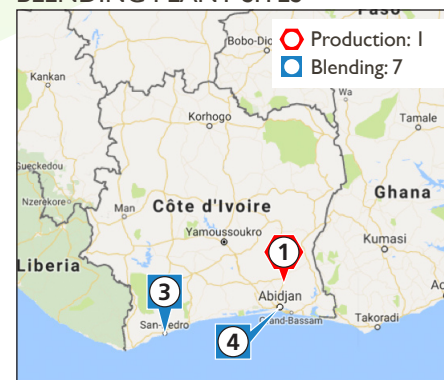 Production: 1
Blending: 7
Bobo-Dio
Kankan
Wa
Korhogo
Tamale
Gueckedou
Nzerekore
Man
Côte d'Ivoire
Ghana
Yamoussoukro
Kumasi
1
Liberia
3
Abidjan
San-Pedro
Grand-Bassam
Takoradi
4